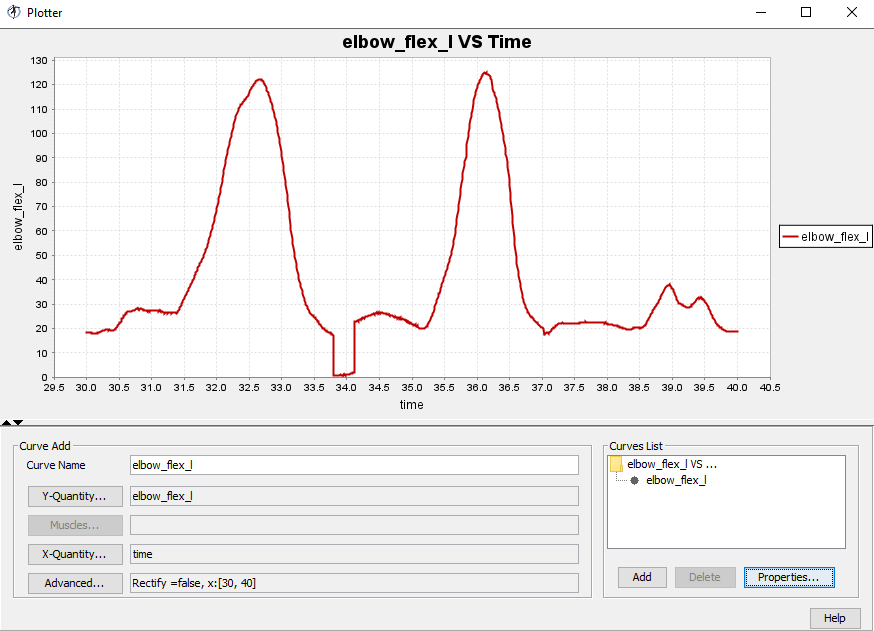 Plotter
elbow_flex_l VS Time
130
120
110
100
90
80
70
60
50
40
30
20
10
0
elbow_flex_l
29.5 30.0 30.5 31.0 31.5 32.0 32.5 33.0 33.5 34.0 34.5 35.0 35.5 36.0 36.5 37.0 37.5 38.0 38.5 39.0 39.5 40.0 40.5
time
elbow_flex_l
Curve Add
Curve Name elbow_flex_l
Y-Quantity... elbow_flex_l
Muscles...
X-Quantity... time
Advanced... Rectify =false, x:[30, 40]
Curves List
elbow_flex_l VS ...
elbow_flex_l
Add Delete Properties...
Help